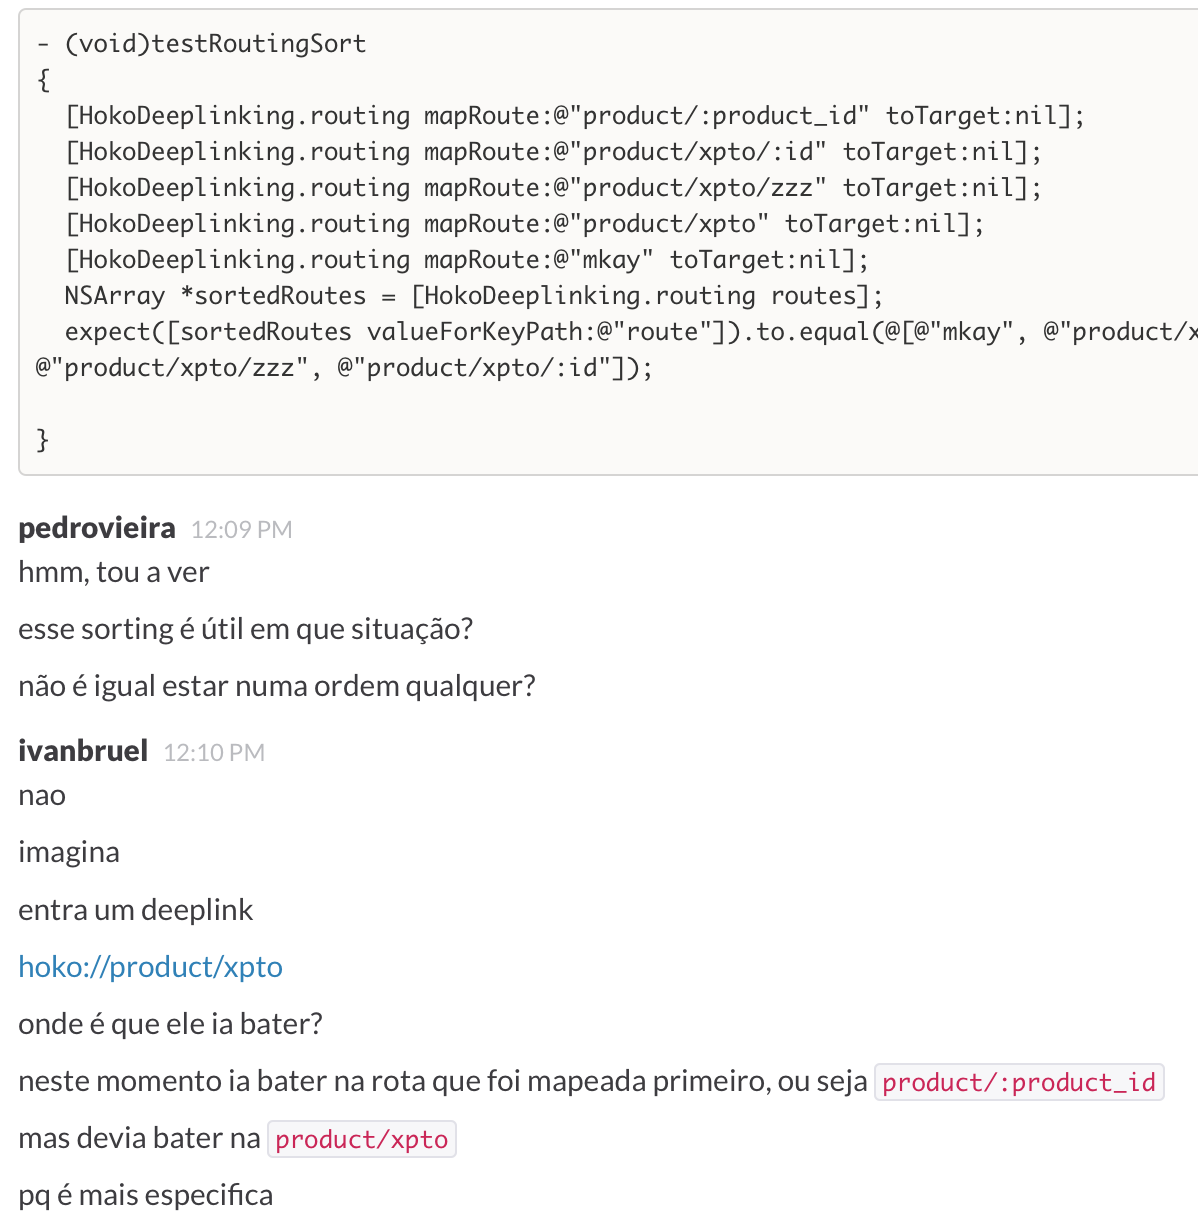 - (void)testRoutingSort
{
  [HokoDeeplinking.routing mapRoute:@"product/:product_id" toTarget:nil];
  [HokoDeeplinking.routing mapRoute:@"product/xpto/:id" toTarget:nil];
  [HokoDeeplinking.routing mapRoute:@"product/xpto/zzz" toTarget:nil];
  [HokoDeeplinking.routing mapRoute:@"product/xpto" toTarget:nil];
  [HokoDeeplinking.routing mapRoute:@"mkay" toTarget:nil];
  NSArray *sortedRoutes = [HokoDeeplinking.routing routes];
  expect([sortedRoutes valueForKeyPath:@"route"]).to.equal(@[@"mkay", @"product/x
@"product/xpto/zzz", @"product/xpto/:id"]);
}
pedrovieira 12:09 PM
hmm, tou a ver
esse sorting é útil em que situação?
não é igual estar numa ordem qualquer?
ivanbruel 12:10 PM
nao
imagina
entra um deeplink
hoko://product/xpto
onde é que ele ia bater?
neste momento ia bater na rota que foi mapeada primeiro, ou seja product/:product_id
mas devia bater na product/xpto
pq é mais especifica